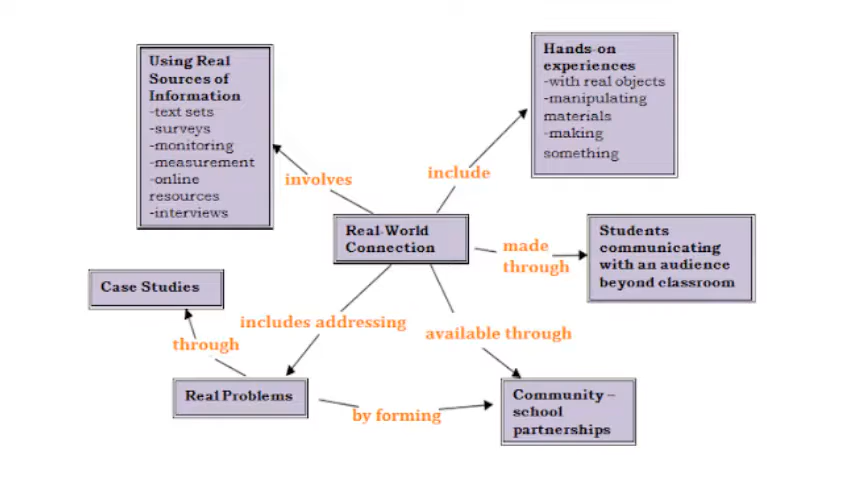 Using Real
Sources of
Information
-text sets
-surveys
-monitoring
-measurement
-online
resources
-interviews
Hands-on
experiences
-with real objects
-manipulating
materials
-making
something
involves
include
Real-World
Connection
made
through
Students
communicating
with an audience
beyond classroom
Case Studies
includes addressing
through
available through
Real Problems
by forming
Community –
school
partnerships